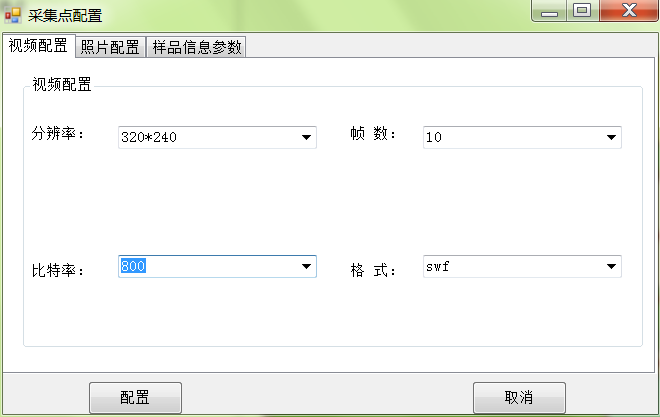 采集点配置
视频配置 照片配置 样品信息参数
视频配置
分辨率： 320*240 帧 数： 10
比特率： 800 格 式： swf
配置 取消